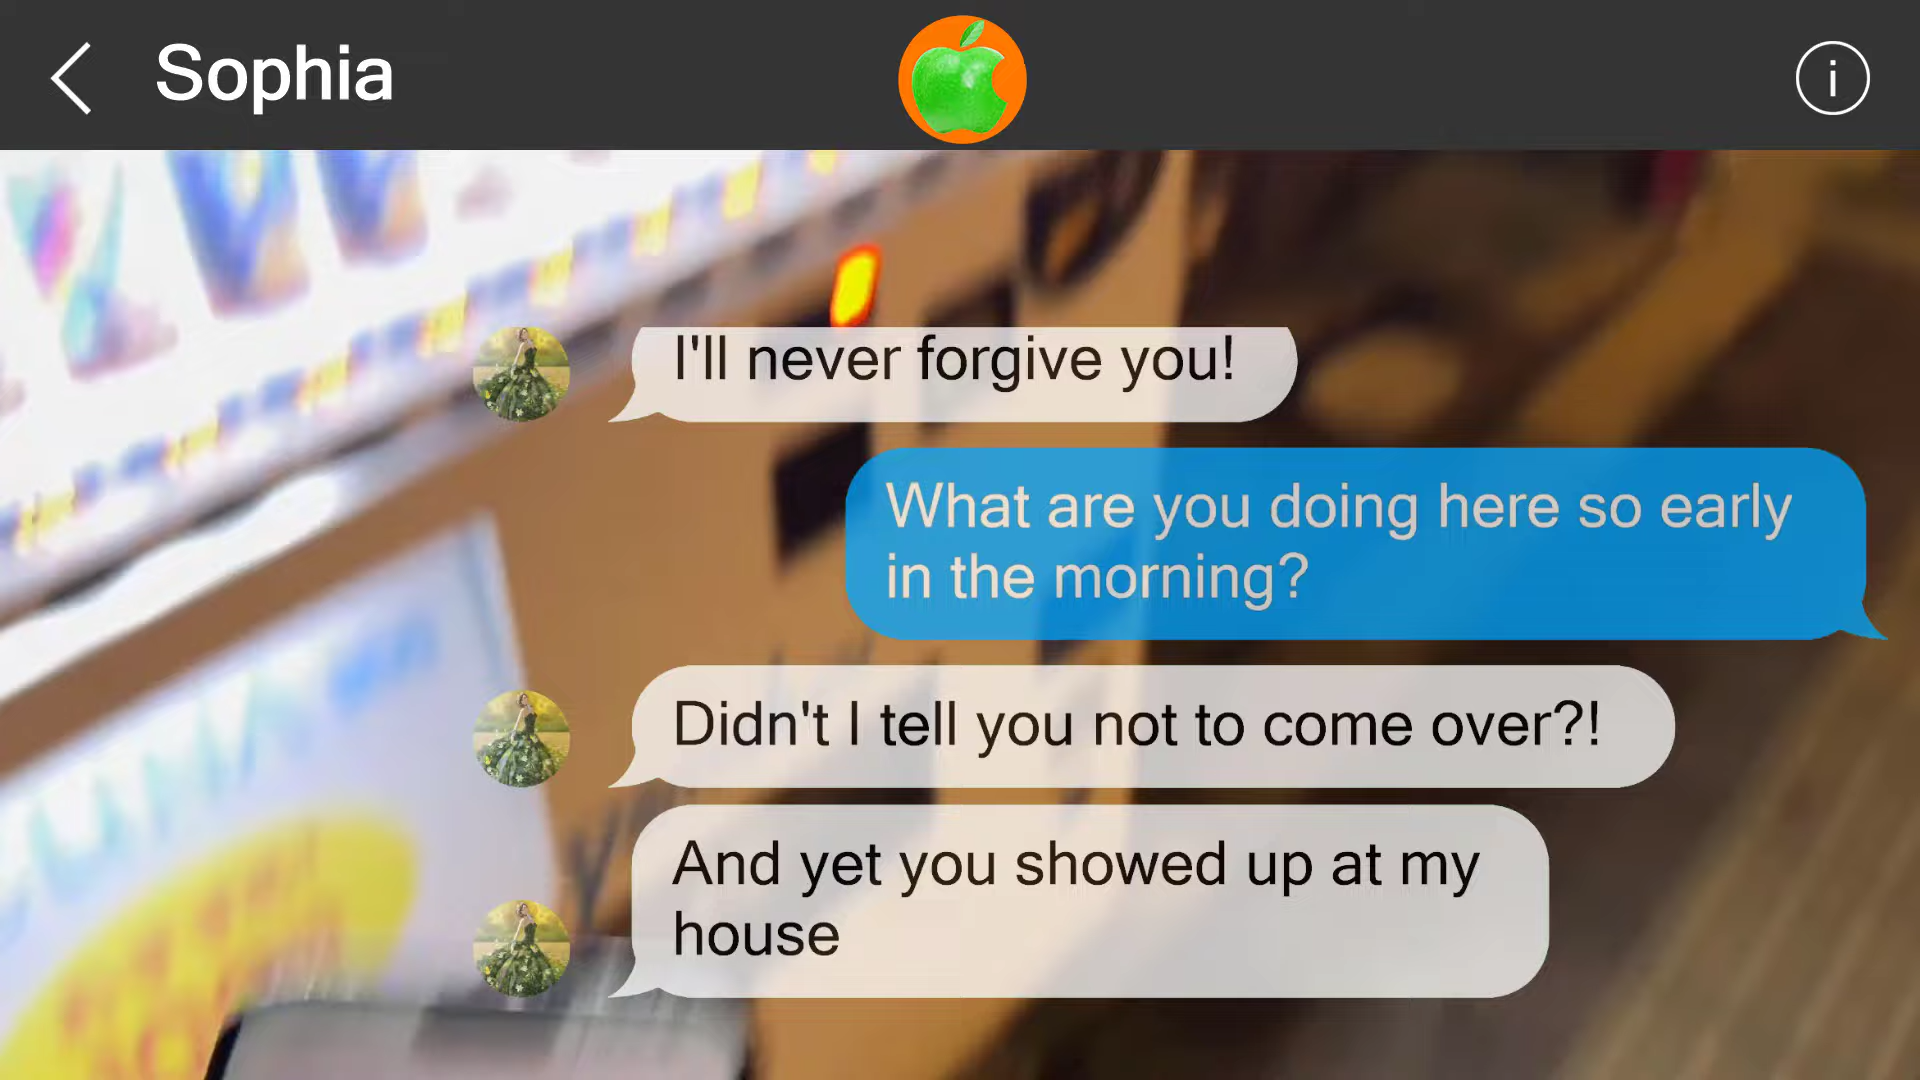 Sophia
I'll never forgive you!
What are you doing here so early
in the morning?
Didn't I tell you not to come over?!
And yet you showed up at my
house